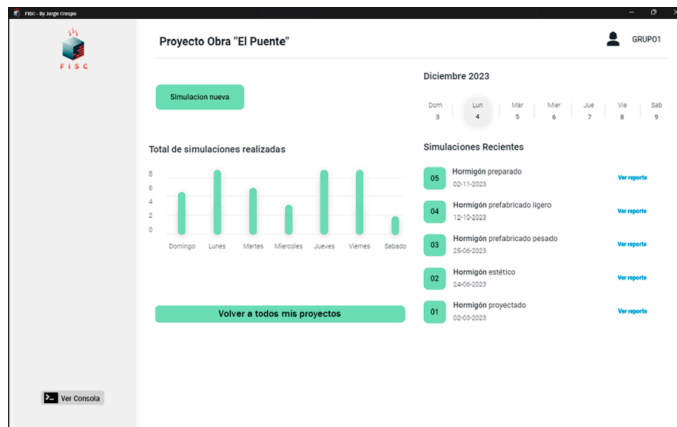 FISC - By Jorge Crespo
FISC
Proyecto Obra "El Puente"
GRUPO1
Simulacion nueva
Diciembre 2023
Dom Lun Mar Mier Jue Vie Sab
3 4 5 6 7 8 9
Total de simulaciones realizadas
8
6
4
2
0
Domingo Lunes Martes Miercoles Jueves Viernes Sabado
Volver a todos mis proyectos
Simulaciones Recientes
05 Hormigón preparado Ver reporte
02-11-2023
04 Hormigón prefabricado ligero Ver reporte
12-10-2023
03 Hormigón prefabricado pesado Ver reporte
25-06-2023
02 Hormigón estético Ver reporte
24-06-2023
01 Hormigón proyectado Ver reporte
02-03-2023
Ver Consola